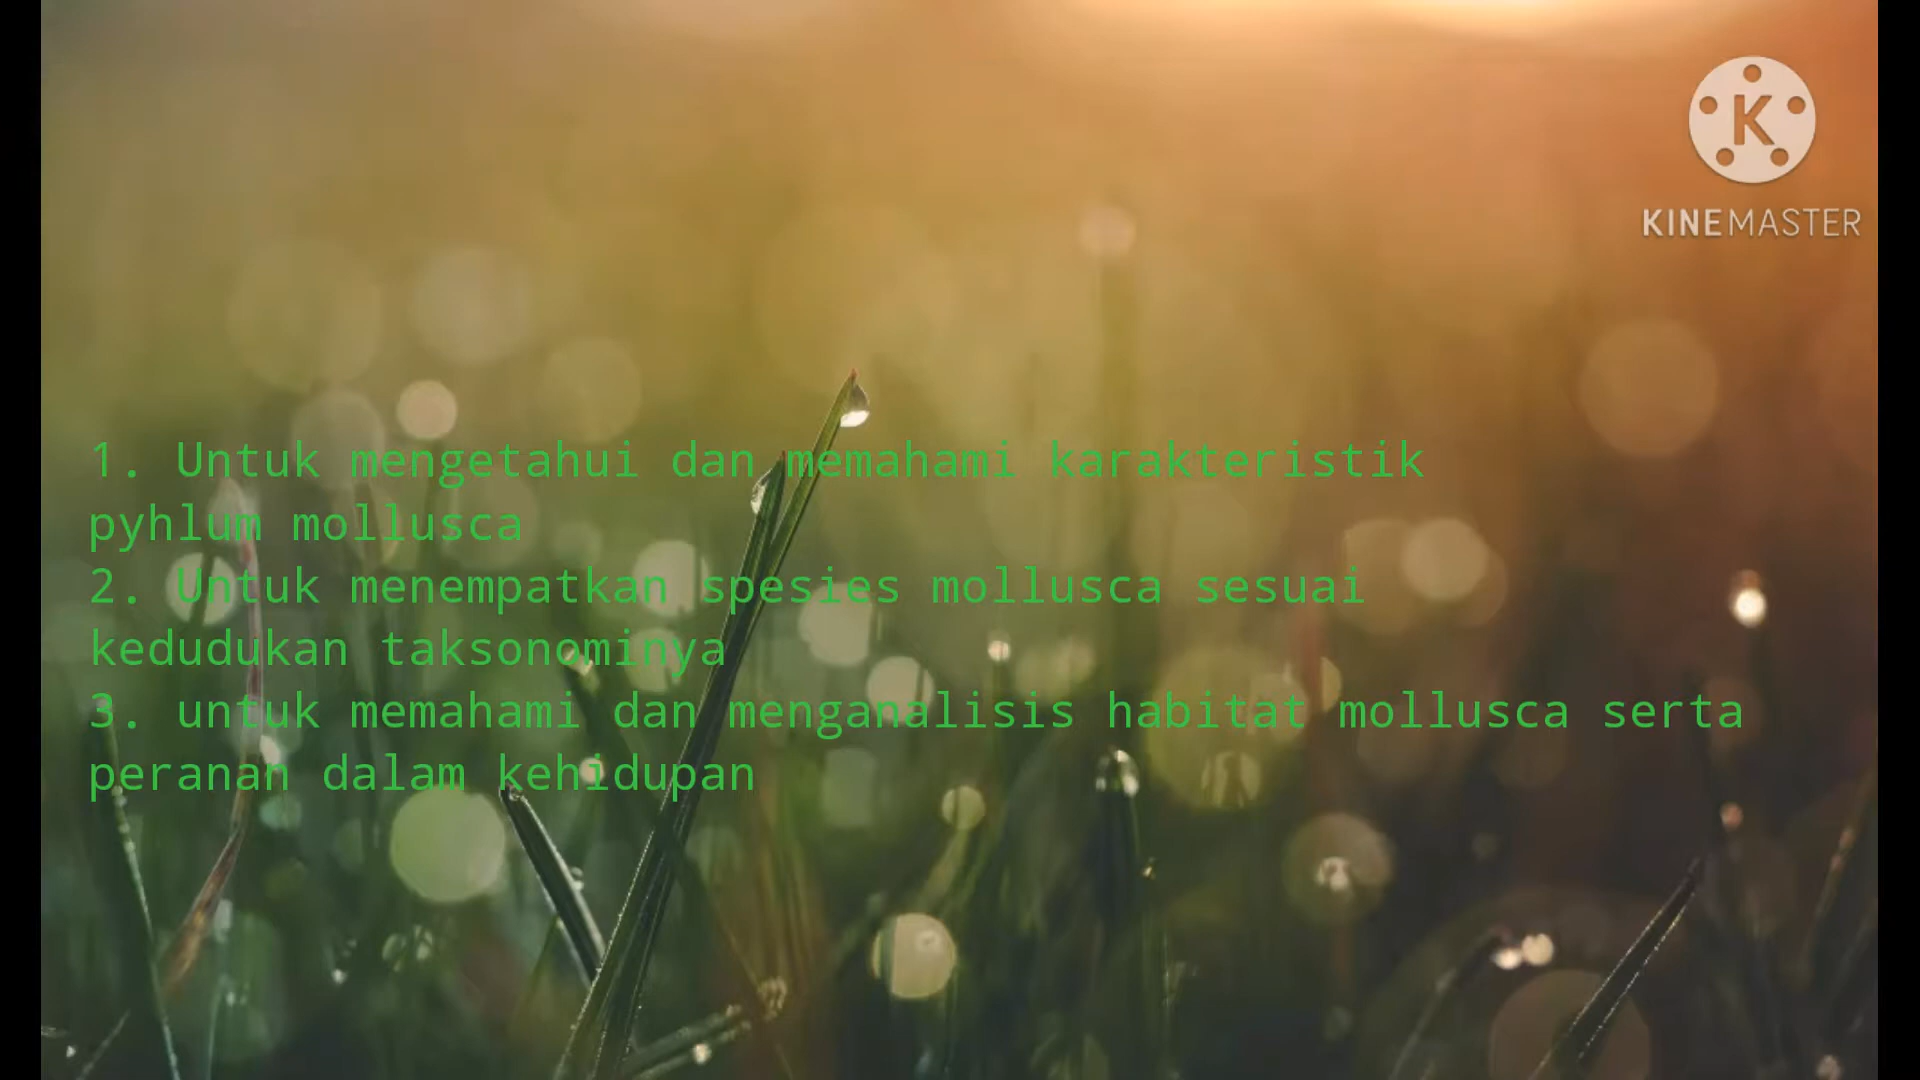 KINEMASTER
1. Untuk mengetahui dan memahami karakteristik
pyhlum mollusca
2. Untuk menempatkan spesies mollusca sesuai
kedudukan taksonominya
3. untuk memahami dan menganalisis habitat mollusca serta
peranan dalam kehidupan